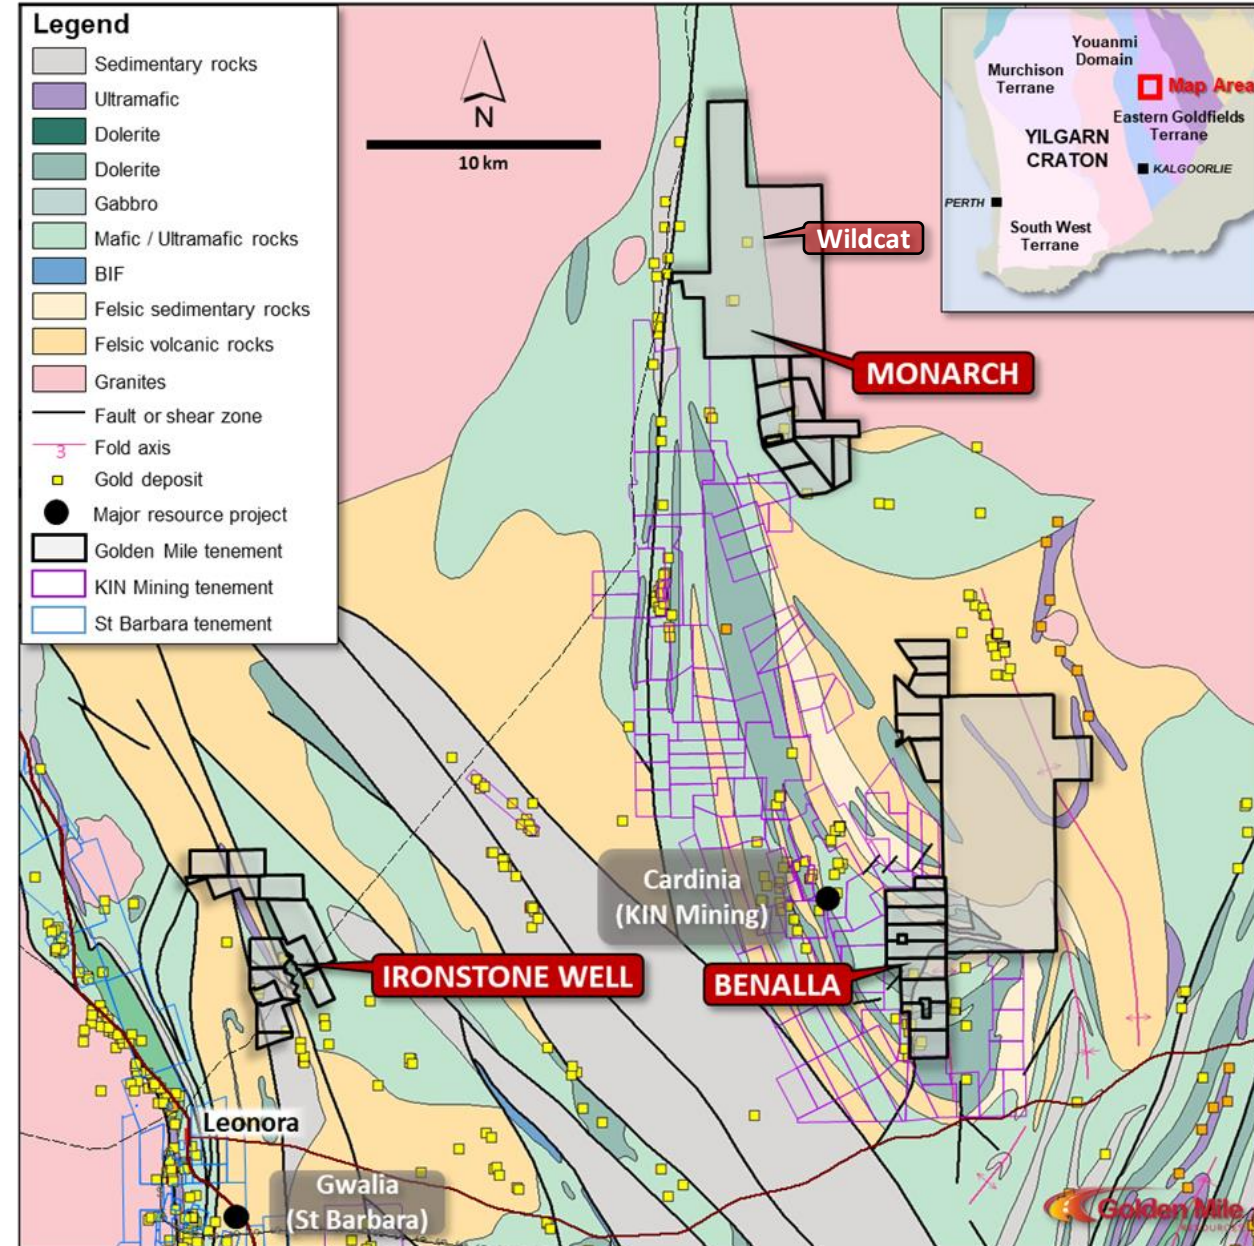 Legend
Sedimentary rocks
Ultramafic
Dolerite
Dolerite
Gabbro
Mafic / Ultramafic rocks
BIF
Felsic sedimentary rocks
Felsic volcanic rocks
Granites
Fault or shear zone
3
Fold axis
Gold deposit
Major resource project
Golden Mile tenement
KIN Mining tenement
St Barbara tenement
N
10 km
Youanmi
Domain
Murchison
Terrane
Map Area
Eastern Goldfields
Terrane
YILGARN
CRATON
KALGOORLIE
PERTH
South West
Terrane
Wildcat
MONARCH
Cardinia
(KIN Mining)
IRONSTONE WELL
BENALLA
Leonora
Gwalia
(St Barbara)
Golden Mile
RESOURCES